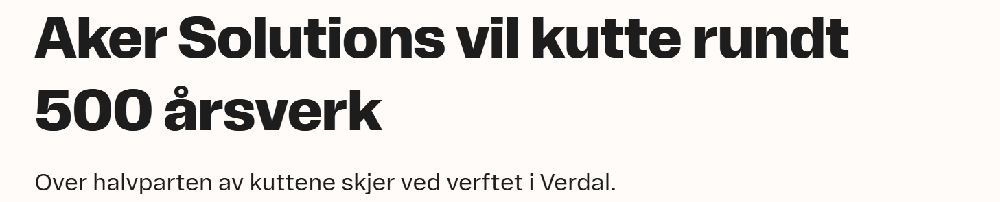 Aker Solutions vil kutte rundt
500 årsverk
Over halvparten av kuttene skjer ved verftet i Verdal.